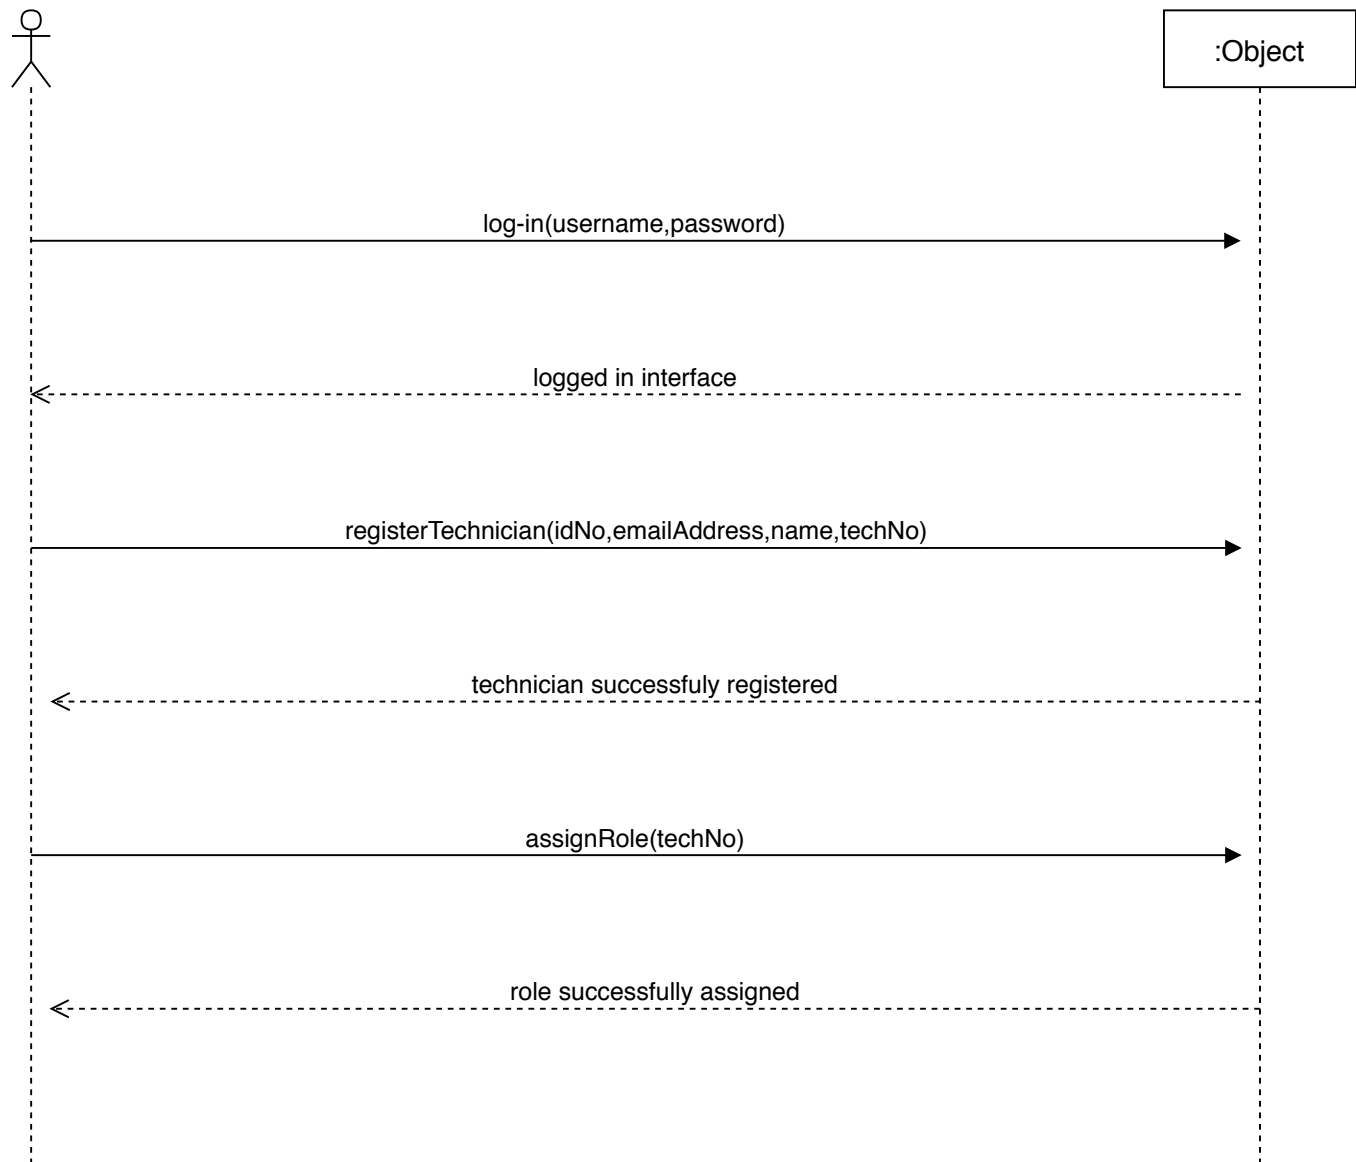 :Object
log-in(username,password)
logged in interface
registerTechnician(idNo,emailAddress,name,techNo)
technician successfuly registered
assignRole(techNo)
role successfully assigned